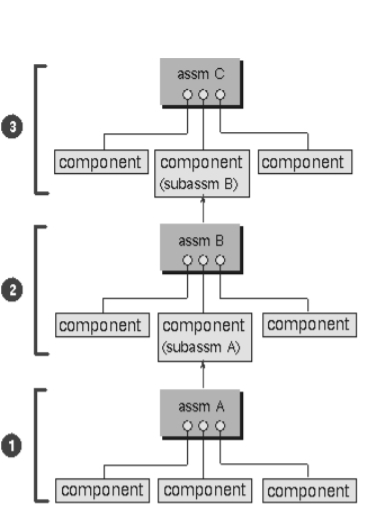 assm C
3
component component component
(subassm B)
assm B
2
component component component
(subassm A)
assm A
1
component component component